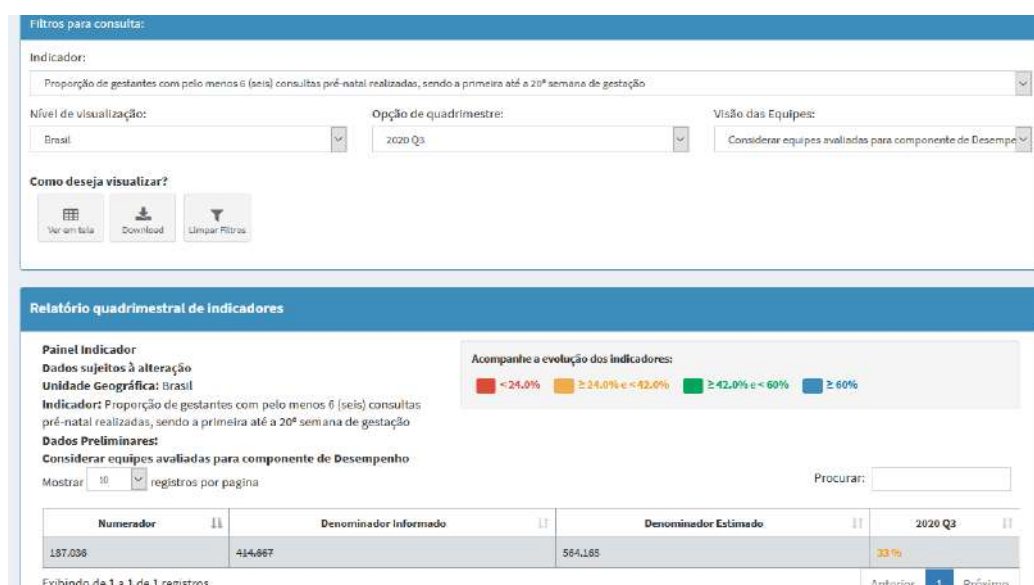 Filtros para consulta:
Indicador:
Proporção de gestantes com pelo menos 6 (seis) consultas pré-natal realizadas, sendo a primeira até a 20ª semana de gestação
Nível de visualização: Opção de quadrimestre: Visão das Equipes:
Brasil 2020 Q3 Considerar equipes avaliadas para componente de Desempe
Como deseja visualizar?
Ver em tela Download Limpar Filtros
Relatório quadrimestral de indicadores
Painel Indicador
Acompanhe a evolução dos indicadores:
Dados sujeitos à alteração
Unidade Geográfica: Brasil
<24.0% ≥ 24.0% e < 42.0% ≥ 42.0% e < 60% ≥ 60%
Indicador: Proporção de gestantes com pelo menos 6 (seis) consultas
pré-natal realizadas, sendo a primeira até a 20ª semana de gestação
Dados Preliminares:
Considerar equipes avaliadas para componente de Desempenho
Mostrar 10 registros por pagina Procurar:
Numerador Denominador Informado Denominador Estimado 2020 Q3
187.036 414.667 564.165 33 %
Exibindo de 1 a 1 de 1 registros Anterior 1 Próximo